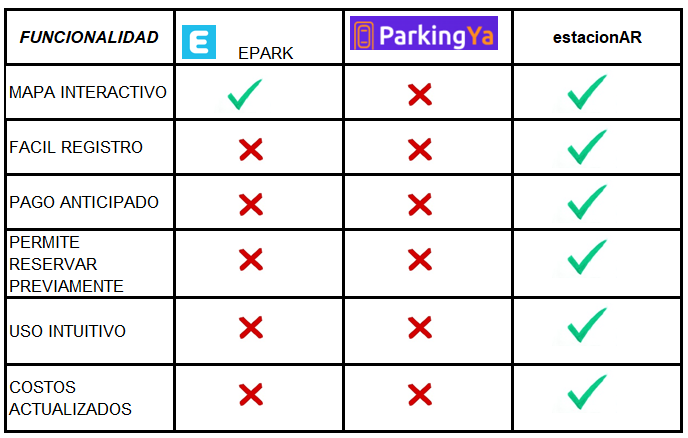 FUNCIONALIDAD
E EPARK
ParkingYa
estacionAR
MAPA INTERACTIVO
FACIL REGISTRO
PAGO ANTICIPADO
PERMITE
RESERVAR
PREVIAMENTE
USO INTUITIVO
COSTOS
ACTUALIZADOS